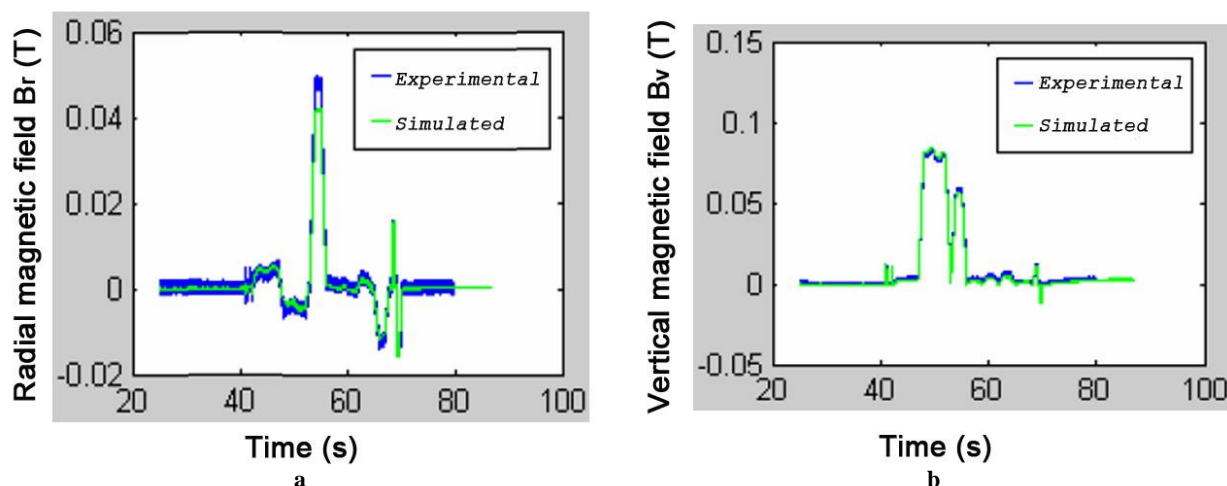 Radial magnetic field Br (T)
0.06
0.04
0.02
0
-0.02
20
40
60
80
100
Experimental
Simulated
Time (s)
a
Vertical magnetic field Bv (T)
0.15
0.1
0.05
0
-0.05
20
40
60
80
100
Experimental
Simulated
Time (s)
b